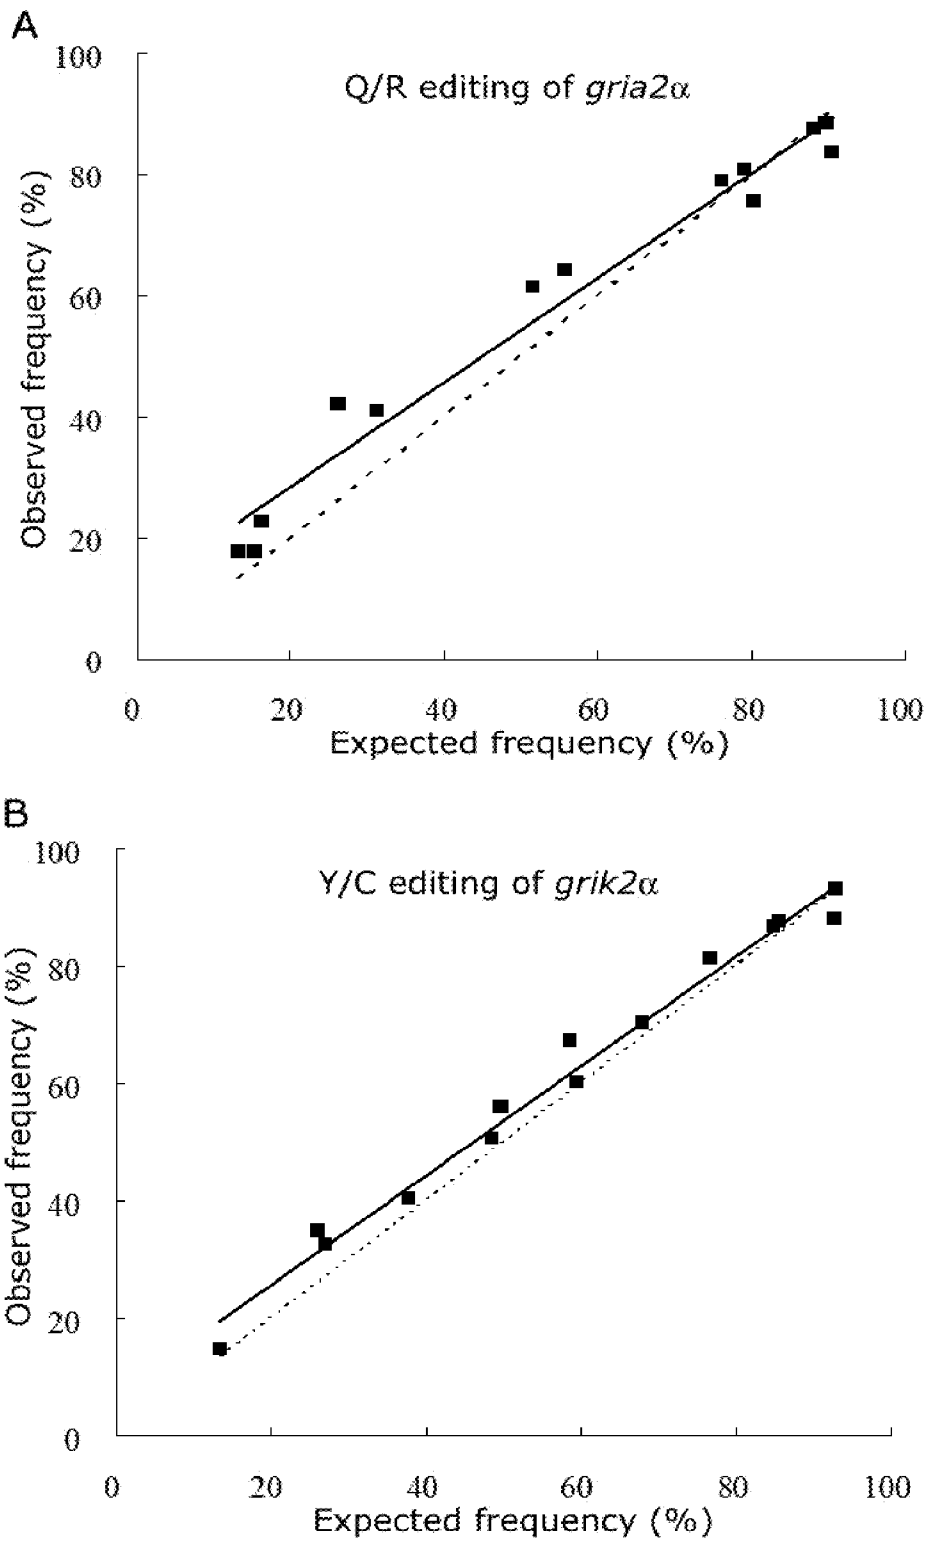 A
100
Q/R editing of gria2α
80
60
40
20
0
Observed frequency (%)
0 20 40 60 80 100
Expected frequency (%)
B
100
Y/C editing of grik2α
80
60
40
20
0
Observed frequency (%)
0 20 40 60 80 100
Expected frequency (%)